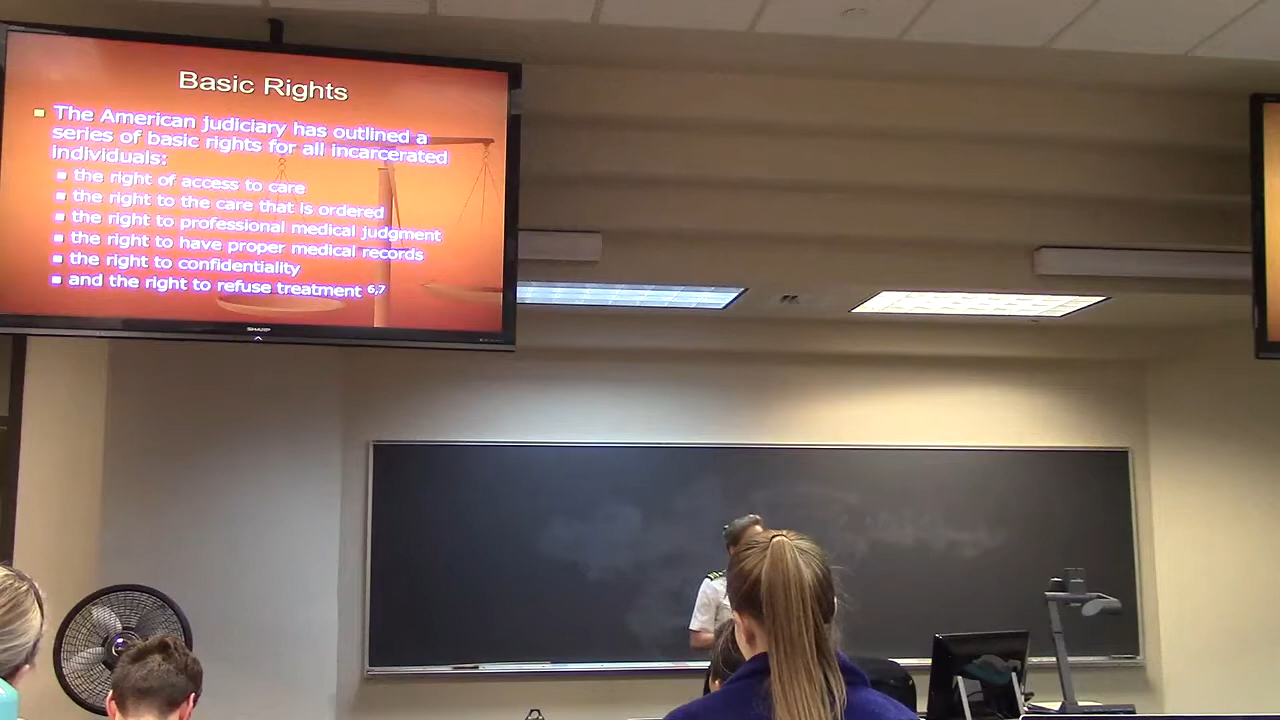 Basic Rights
The American judiciary has outlined a
series of basic rights for all incarcerated
individuals:
the right of access to care
the right to the care that is ordered
the right to professional medical judgment
the right to have proper medical records
the right to confidentiality
and the right to refuse treatment 6,7
SHARP